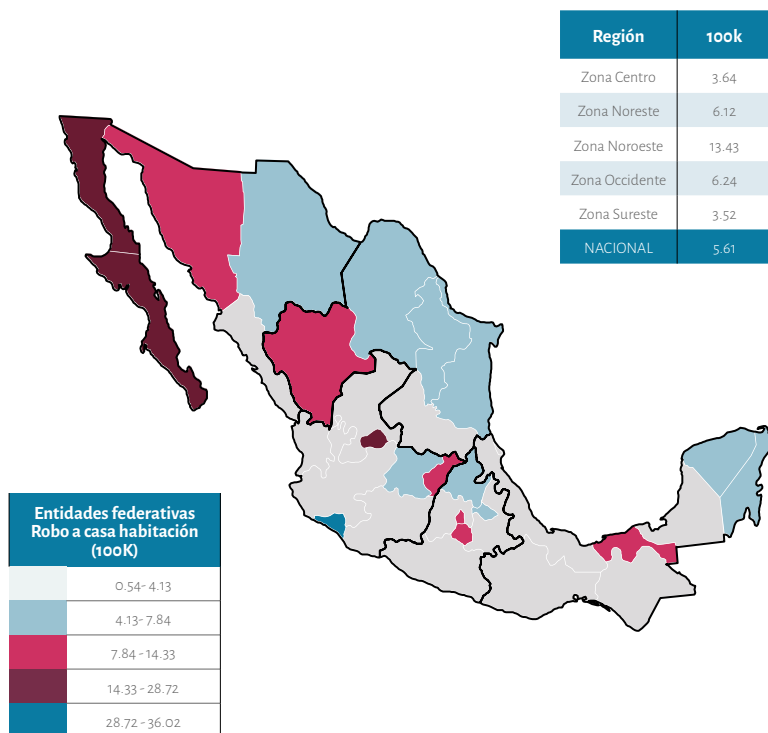 Región 100k
Zona Centro 3.64
Zona Noreste 6.12
Zona Noroeste 13.43
Zona Occidente 6.24
Zona Sureste 3.52
NACIONAL 5.61
Entidades federativas
Robo a casa habitación
(100K)
0.54- 4.13
4.13- 7.84
7.84 - 14.33
14.33 - 28.72
28.72 - 36.02